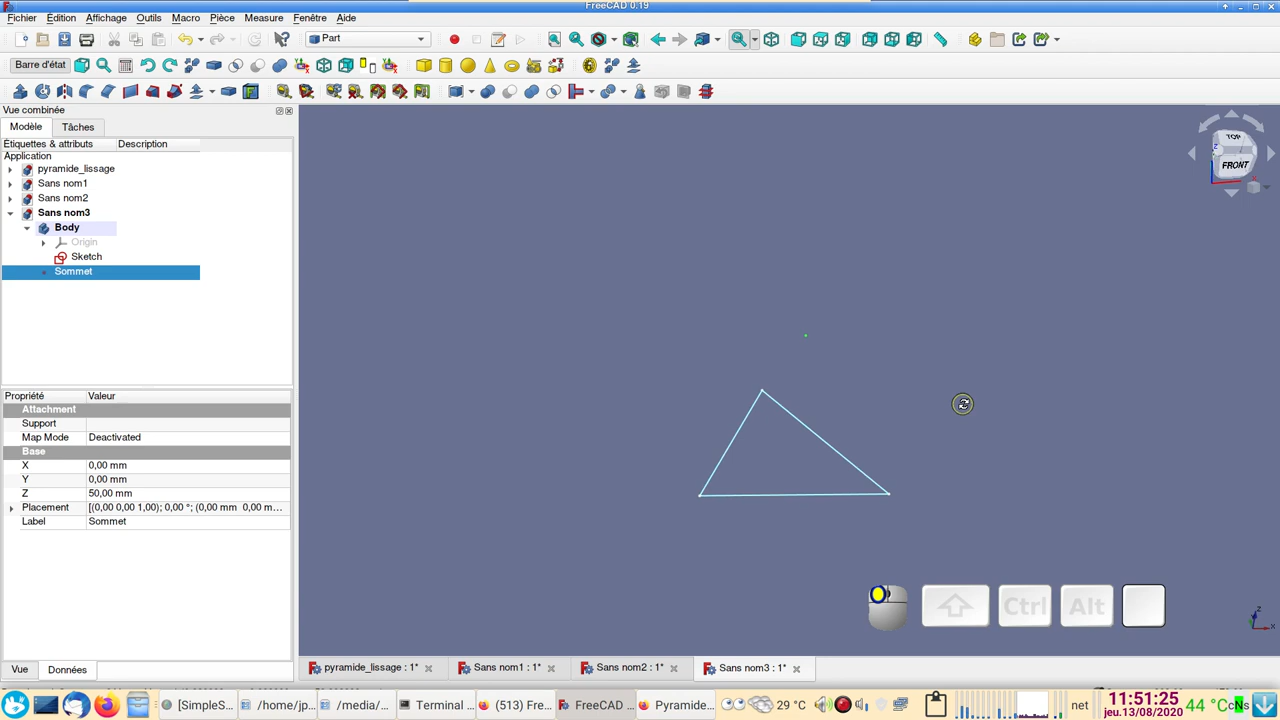 FreeCAD 0.19
Fichier Édition Affichage Outils Macro Pièce Mesure Fenêtre Aide
Part
Barre d'état
Vue combinée
Modèle Tâches
Étiquettes & attributs Description
Application
pyramide_lissage
Sans nom1
Sans nom2
Sans nom3
Body
Origin
Sketch
Sommet
TOP
FRONT
Propriété Valeur
Attachment
Support
Map Mode Deactivated
Base
X 0,00 mm
Y 0,00 mm
Z 50,00 mm
Placement [(0,00 0,00 1,00); 0,00 °; (0,00 mm 0,00 m...
Label Sommet
Ctrl Alt
Vue Données
pyramide_lissage : 1* Sans nom1 : 1* Sans nom2 : 1* Sans nom3 : 1*
[SimpleS... /home/jp... /media/... Terminal ... (513) Fre... FreeCAD ... Pyramide... 29 °C net 11:51:25 jeu.13/08/2020 44 °C